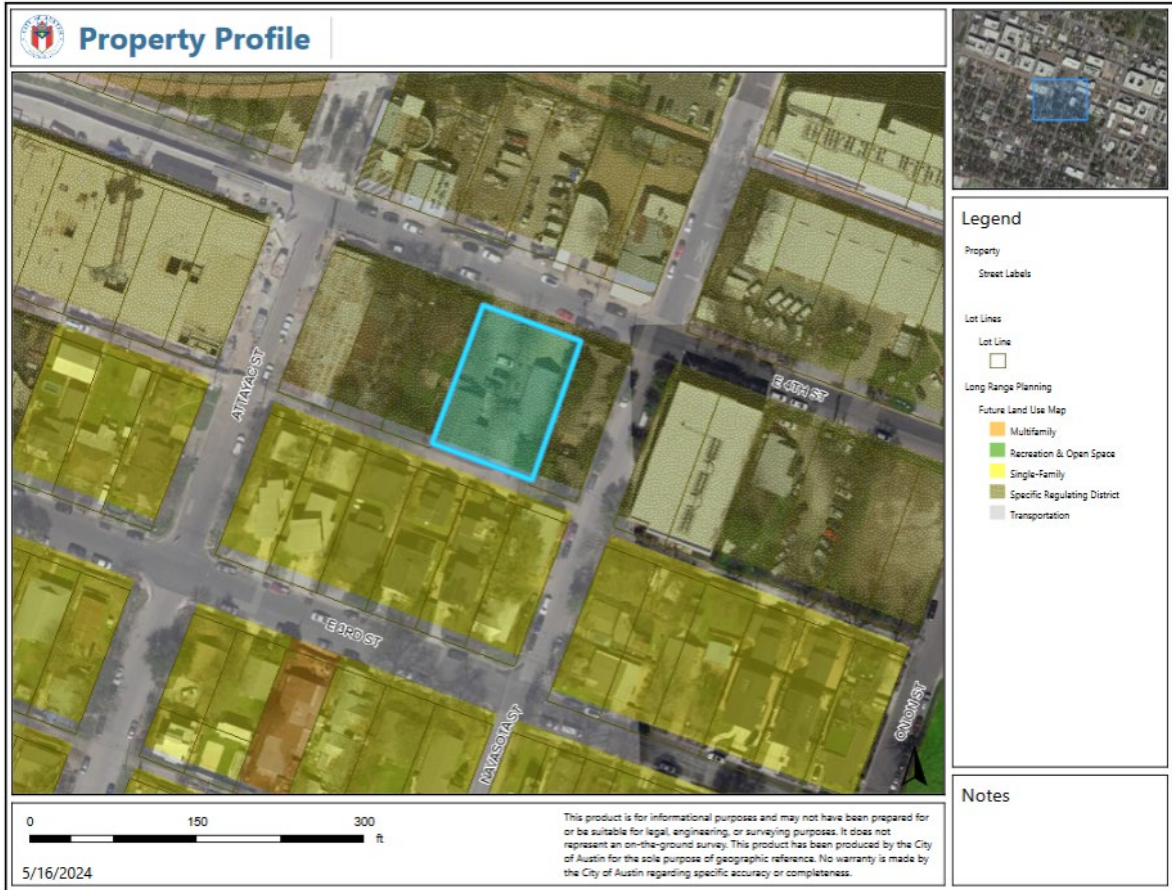 Property Profile
ATTAYAC ST
E 4TH ST
E 3RD ST
NAVASOTA ST
ONION ST
Legend
Property
Street Labels
Lot Lines
Lot Line
Long Range Planning
Future Land Use Map
Multifamily
Recreation & Open Space
Single-Family
Specific Regulating District
Transportation
0 150 300
ft
5/16/2024
This product is for informational purposes and may not have been prepared for
or be suitable for legal, engineering, or surveying purposes. It does not
represent an on-the-ground survey. This product has been produced by the City
of Austin for the sole purpose of geographic reference. No warranty is made by
the City of Austin regarding specific accuracy or completeness.
Notes